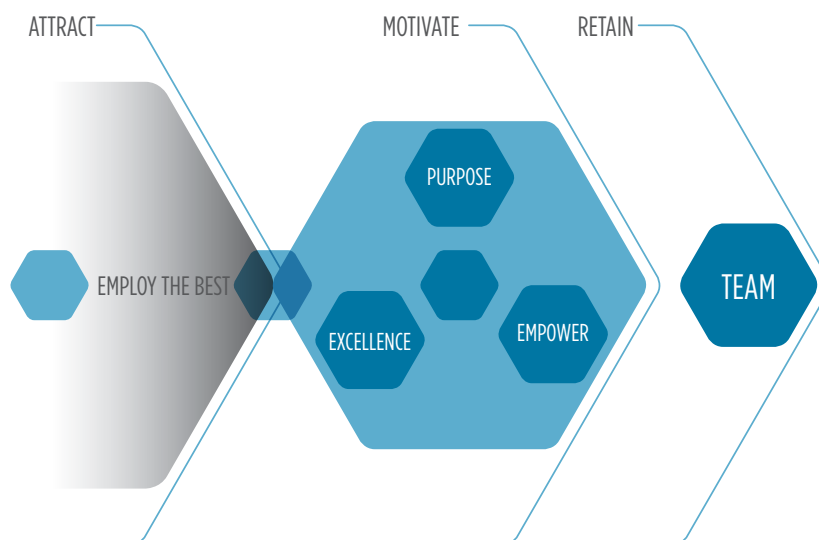 ATTRACT
MOTIVATE
RETAIN
PURPOSE
EMPLOY THE BEST
TEAM
EXCELLENCE
EMPOWER